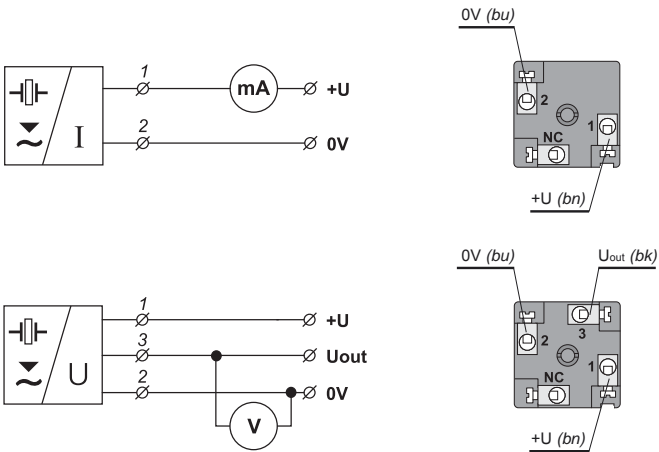 0V (bu)
1
mA
+U
2
I
0V
2
1
NC
+U (bn)
0V (bu)
Uout (bk)
1
+U
3
Uout
U
2
0V
V
3
2
1
NC
+U (bn)